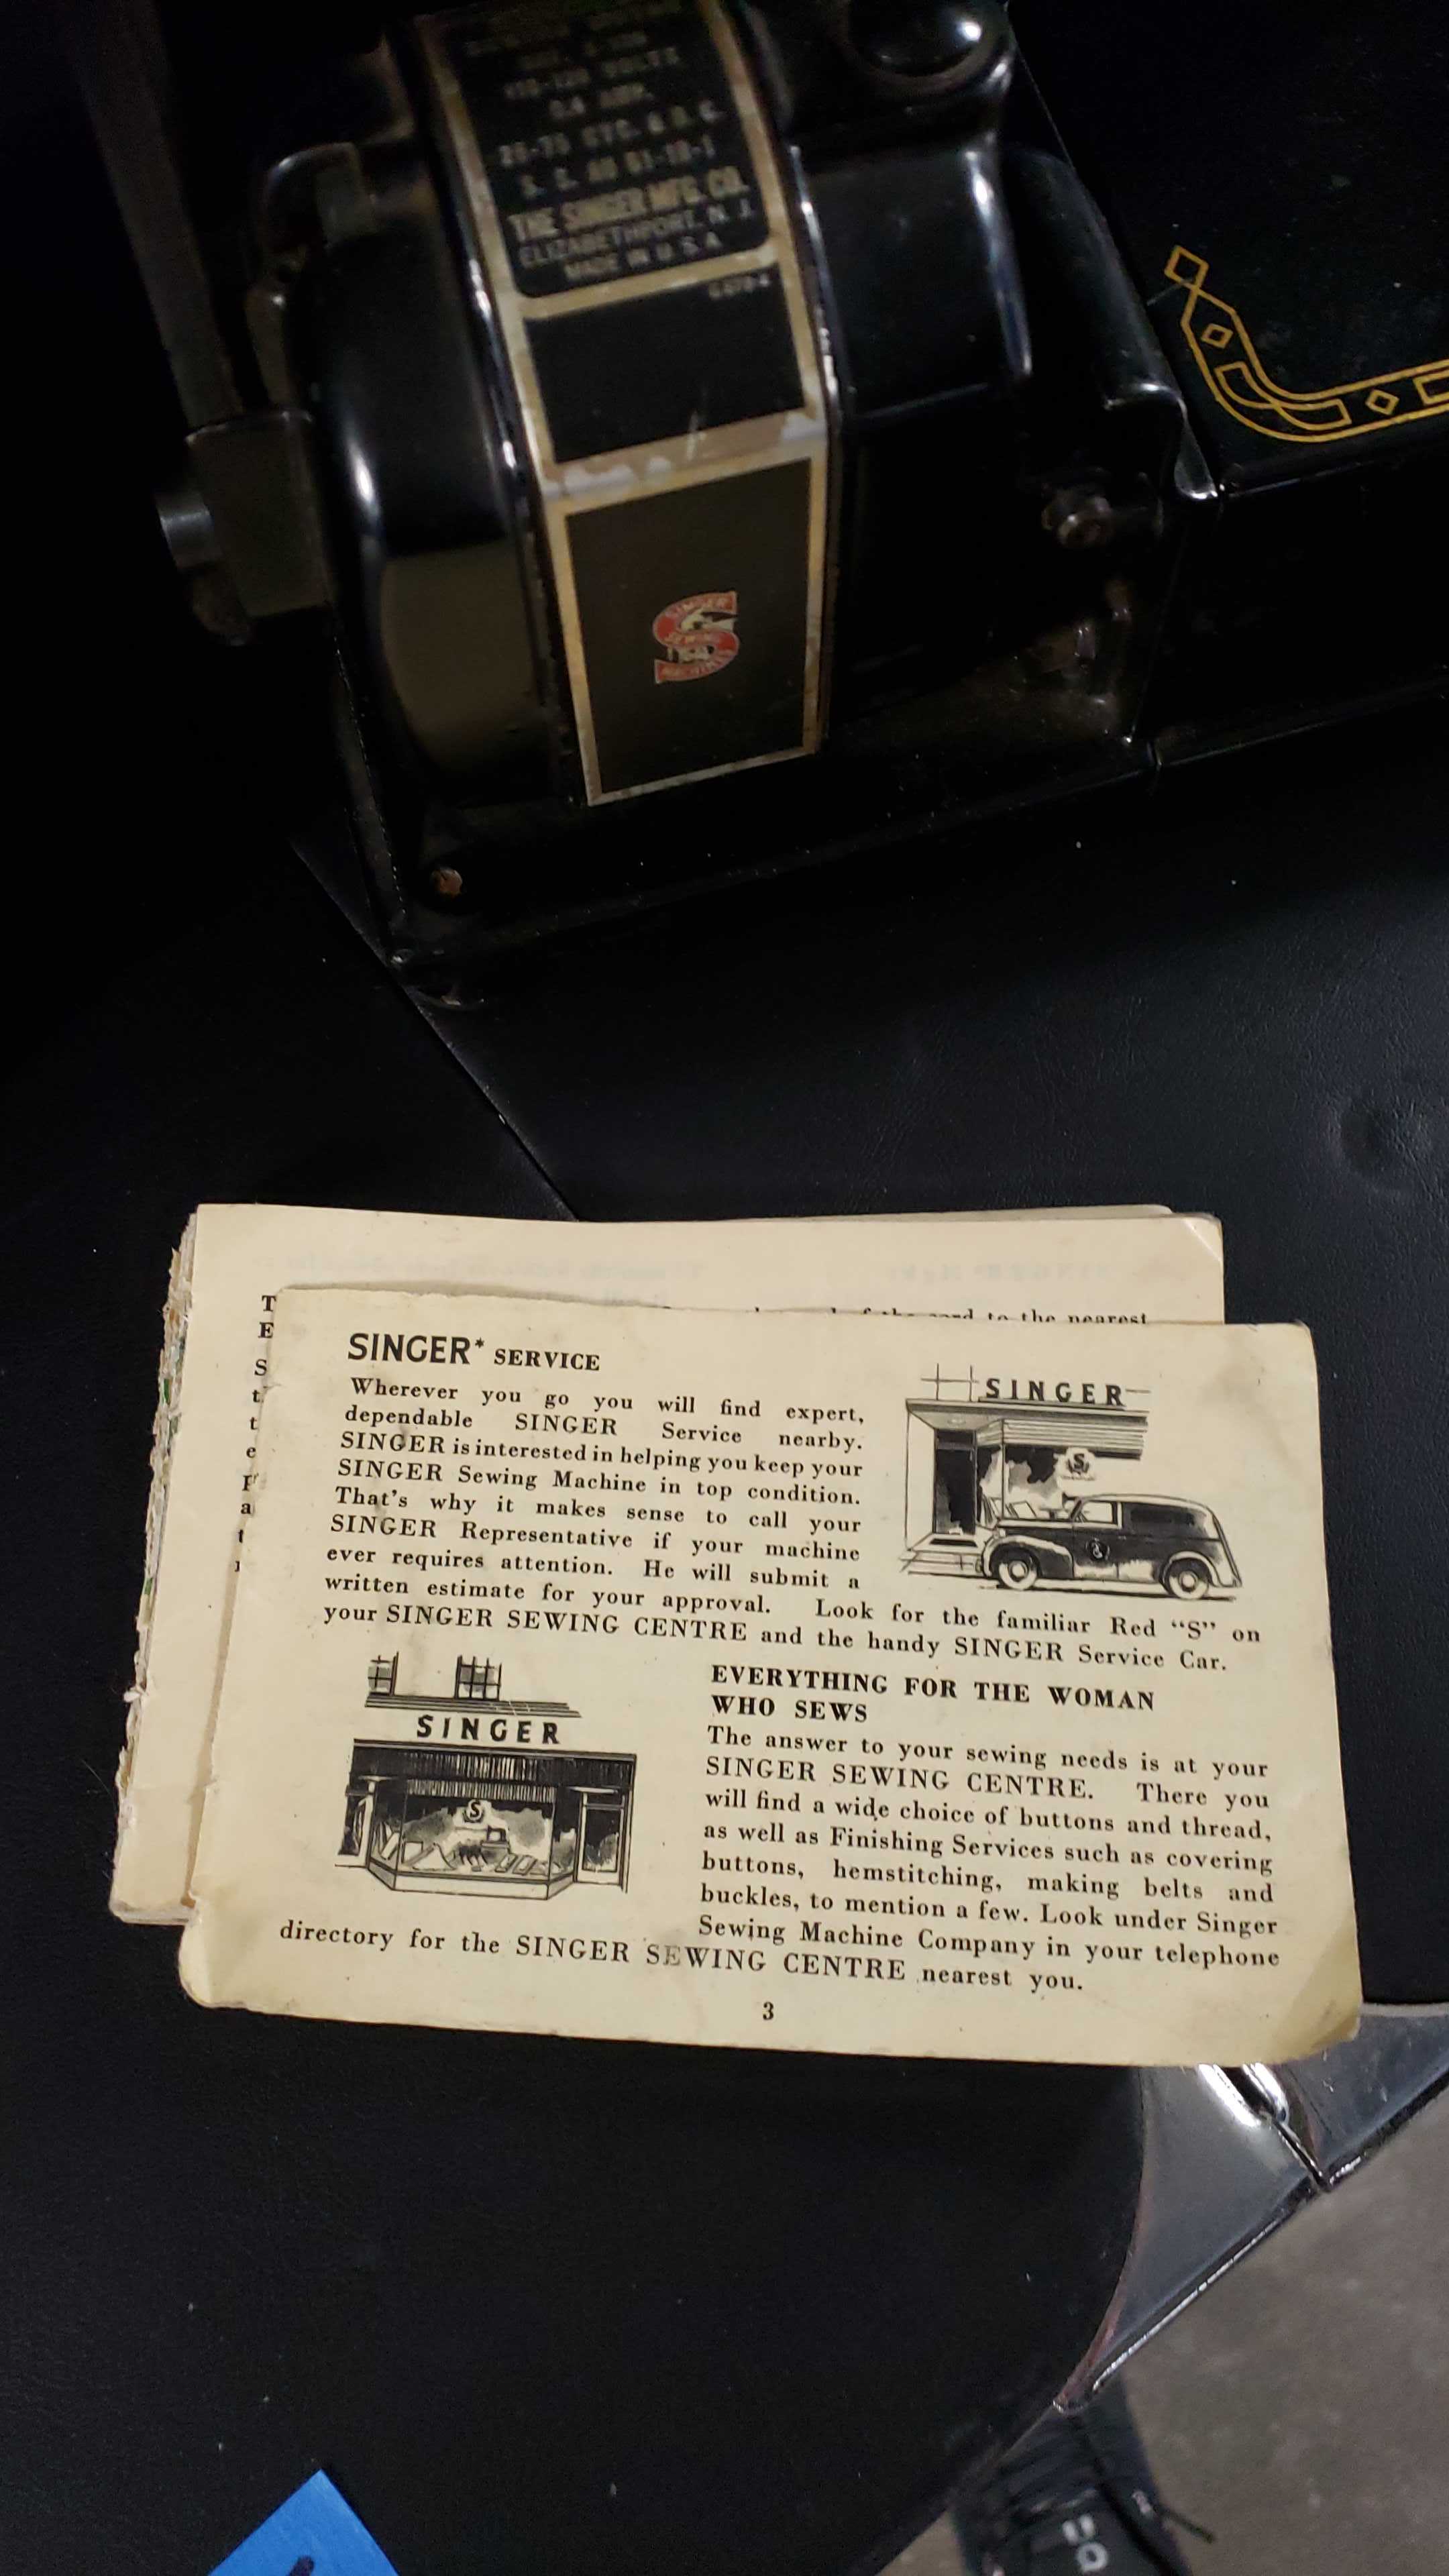 110-120 VOLTS
THE SINGER MFG. CO.
ELIZABETHPORT, N. J.
MADE IN U.S.A.
SINGER
SEWING
T
E
S
t
t
e
a
t
of the card to the nearest
SINGER* SERVICE
Wherever you go you will find expert,
dependable SINGER Service nearby.
SINGER is interested in helping you keep your
SINGER Sewing Machine in top condition.
That's why it makes sense to call your
SINGER Representative if your machine
ever requires attention. He will submit a
written estimate for your approval. Look for the familiar Red “S” on
your SINGER SEWING CENTRE and the handy SINGER Service Car.
SINGER
S
SINGER
S
EVERYTHING FOR THE WOMAN
WHO SEWS
The answer to your sewing needs is at your
SINGER SEWING CENTRE. There you
will find a wide choice of buttons and thread,
as well as Finishing Services such as covering
buttons, hemstitching, making belts and
buckles, to mention a few. Look under Singer
Sewing Machine Company in your telephone
directory for the SINGER SEWING CENTRE nearest you.
3